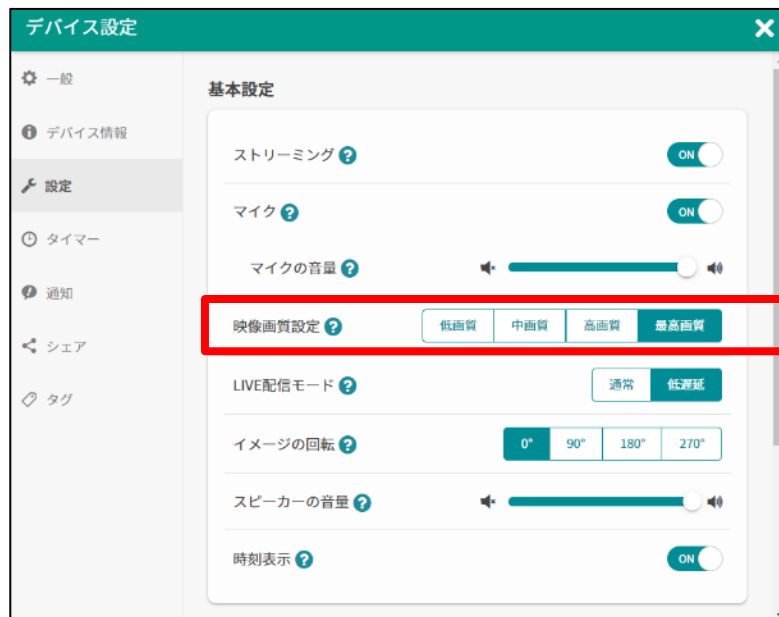 デバイス設定
一般
デバイス情報
設定
タイマー
通知
シェア
タグ
基本設定
ストリーミング ?
ON
マイク ?
ON
マイクの音量 ?
映像画質設定 ?
低画質 中画質 高画質 最高画質
LIVE配信モード ?
通常 低遅延
イメージの回転 ?
0° 90° 180° 270°
スピーカーの音量 ?
時刻表示 ?
ON